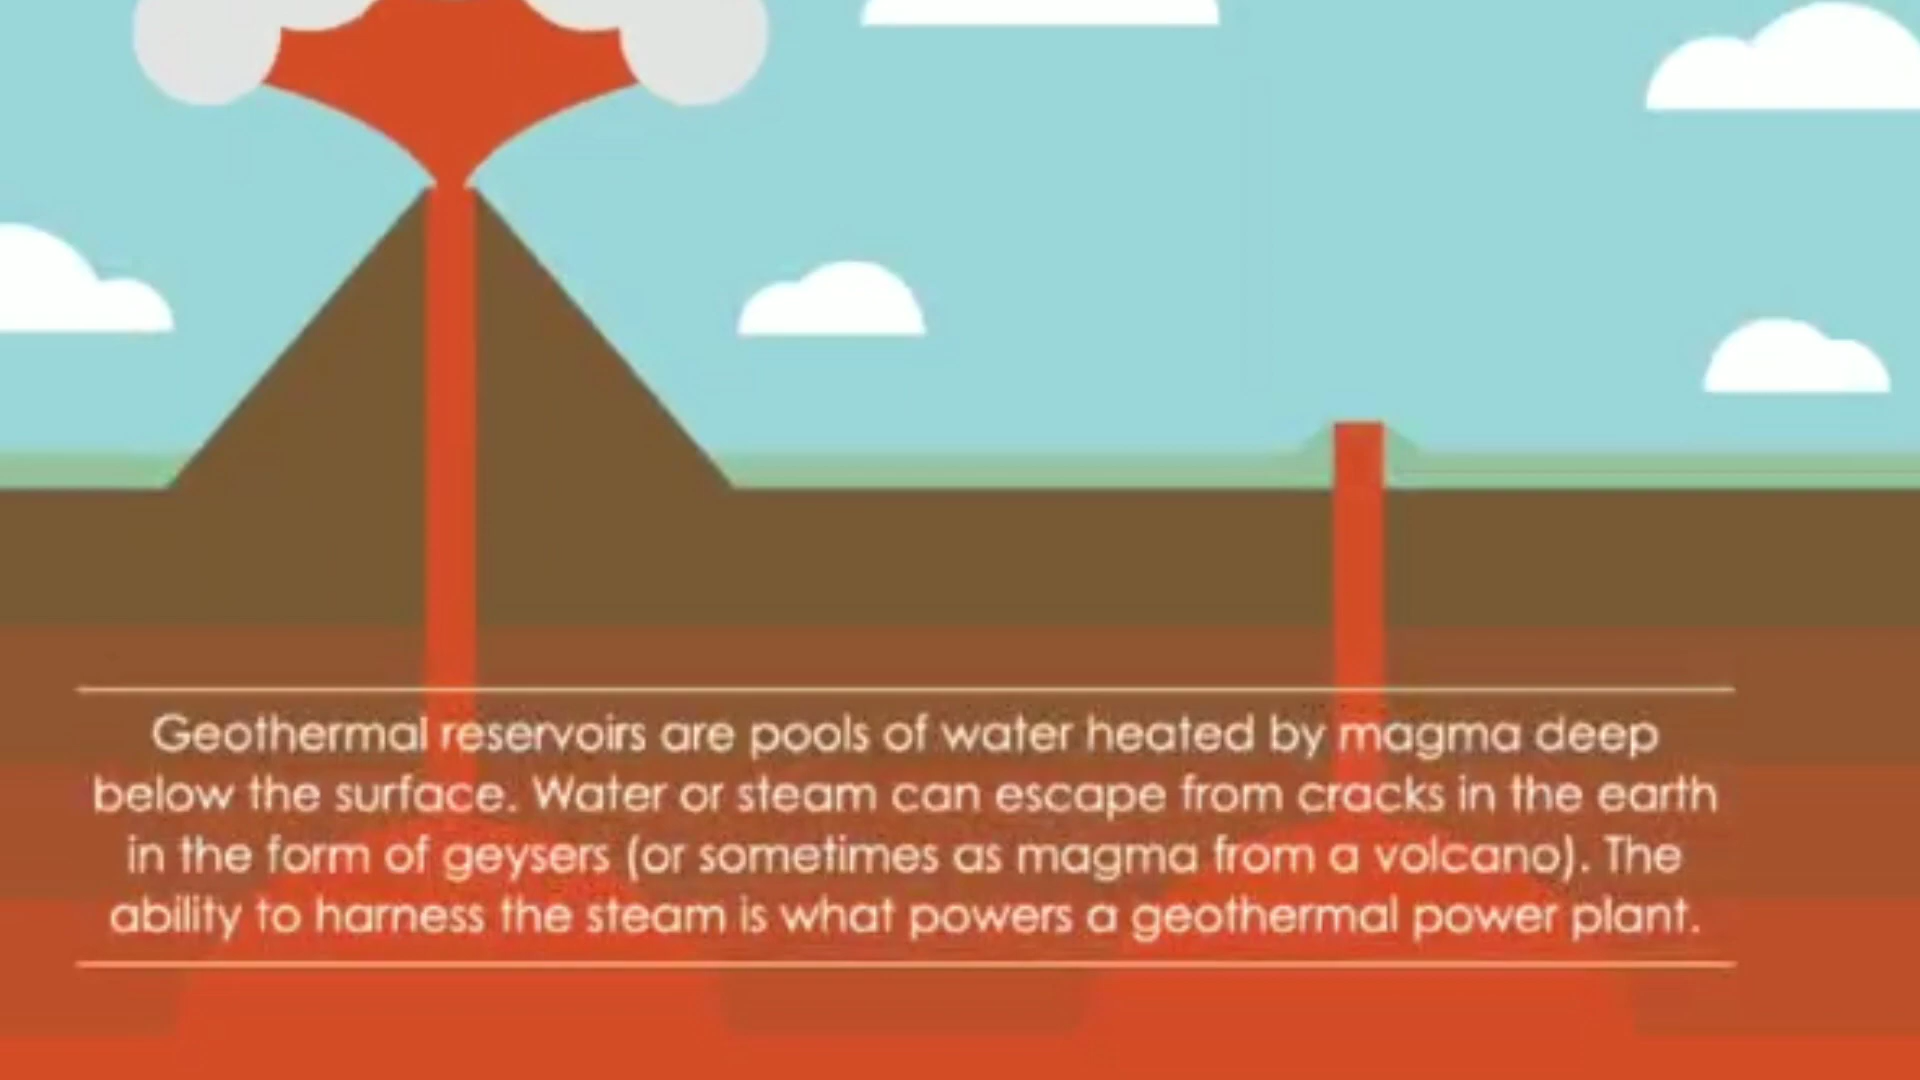 Geothermal reservoirs are pools of water heated by magma deep
below the surface. Water or steam can escape from cracks in the earth
in the form of geysers (or sometimes as magma from a volcano). The
ability to harness the steam is what powers a geothermal power plant.